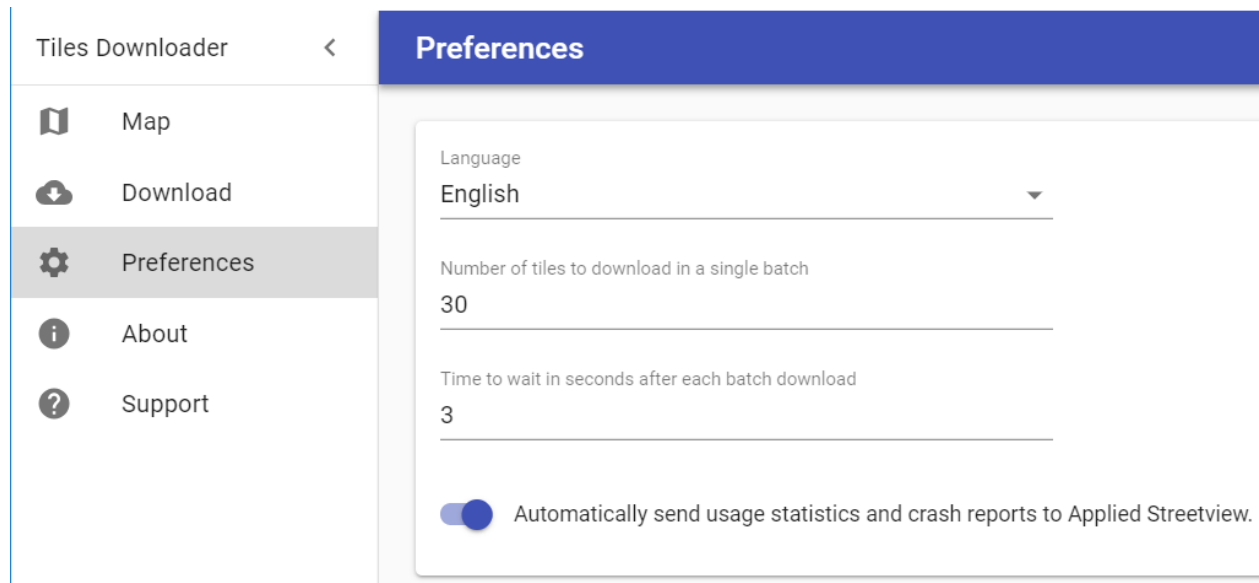 Tiles Downloader
Preferences
Map
Download
Preferences
About
Support
Language
English
Number of tiles to download in a single batch
30
Time to wait in seconds after each batch download
3
Automatically send usage statistics and crash reports to Applied Streetview.